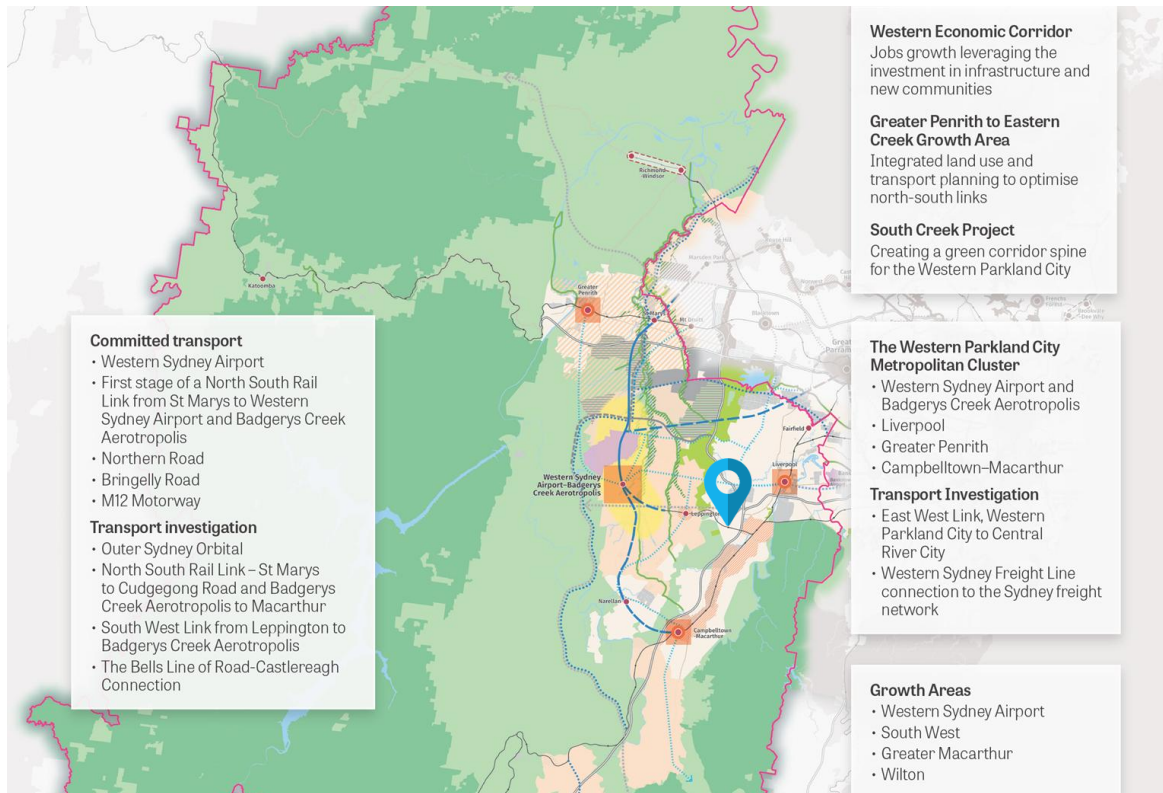 Western Economic Corridor
Jobs growth leveraging the
investment in infrastructure and
new communities
Greater Penrith to Eastern
Creek Growth Area
Integrated land use and
transport planning to optimise
north-south links
South Creek Project
Creating a green corridor spine
for the Western Parkland City
Committed transport
• Western Sydney Airport
• First stage of a North South Rail
Link from St Marys to Western
Sydney Airport and Badgerys Creek
Aerotropolis
• Northern Road
• Bringelly Road
• M12 Motorway
Transport investigation
• Outer Sydney Orbital
• North South Rail Link – St Marys
to Cudgegong Road and Badgerys
Creek Aerotropolis to Macarthur
• South West Link from Leppington to
Badgerys Creek Aerotropolis
• The Bells Line of Road-Castlereagh
Connection
The Western Parkland City
Metropolitan Cluster
• Western Sydney Airport and
Badgerys Creek Aerotropolis
• Liverpool
• Greater Penrith
• Campbelltown–Macarthur
Transport Investigation
• East West Link, Western
Parkland City to Central
River City
• Western Sydney Freight Line
connection to the Sydney freight
network
Growth Areas
• Western Sydney Airport
• South West
• Greater Macarthur
• Wilton
Richmond-
Windsor
Katoomba
Greater
Penrith
Blacktown
Fairfield
Liverpool
Western Sydney
Airport-Badgerys
Creek Aerotropolis
Leppington
Narellan
Campbelltown-
Macarthur